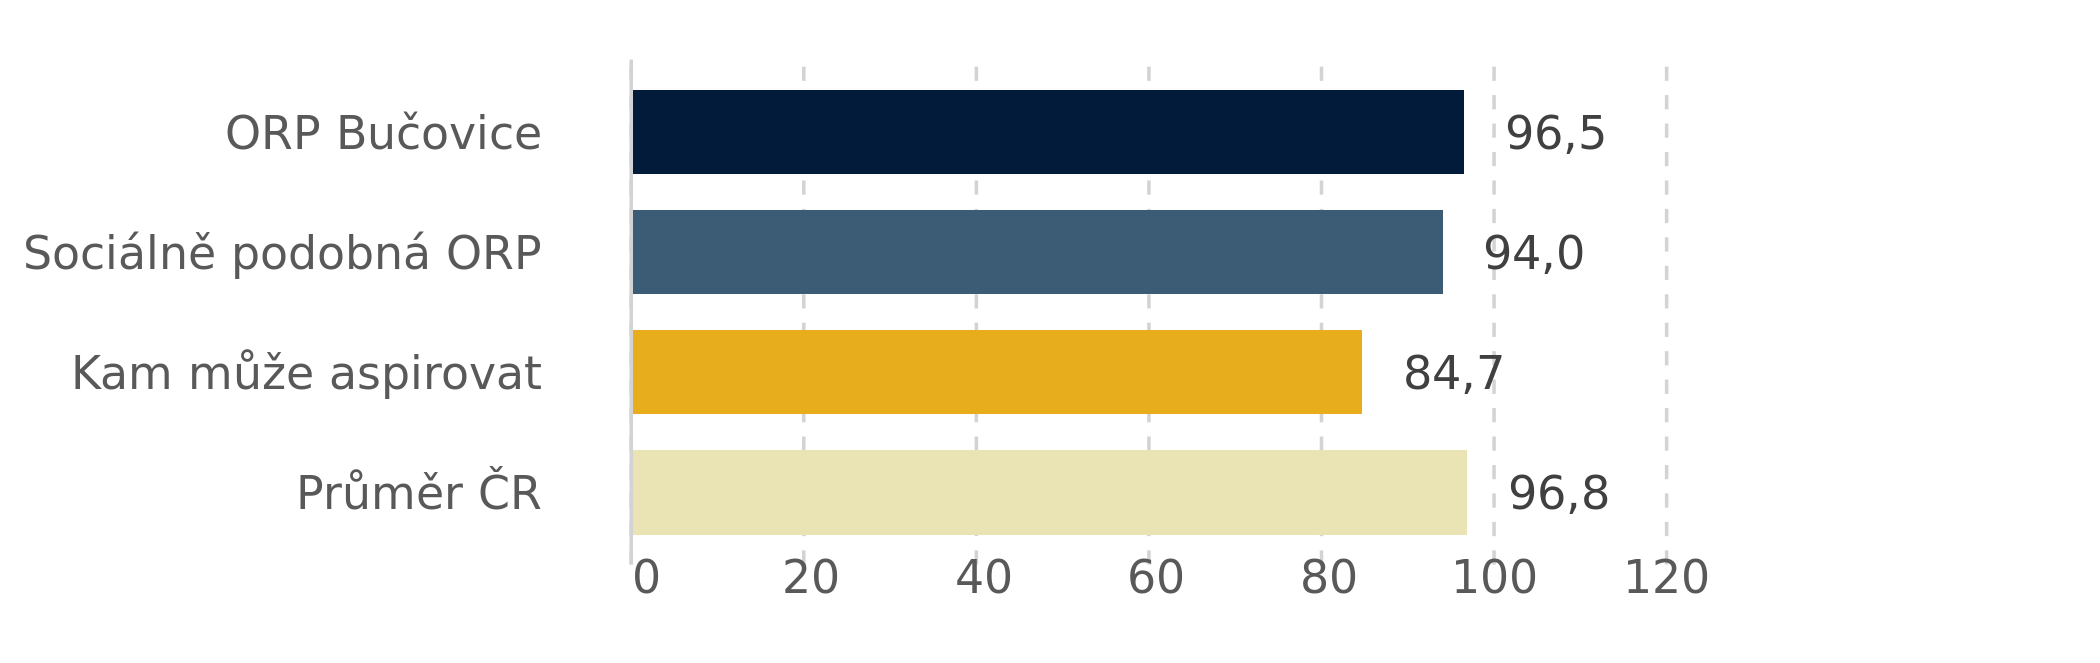 ORP Bučovice 96,5
Sociálně podobná ORP 94,0
Kam může aspirovat 84,7
Průměr ČR 96,8
0 20 40 60 80 100 120